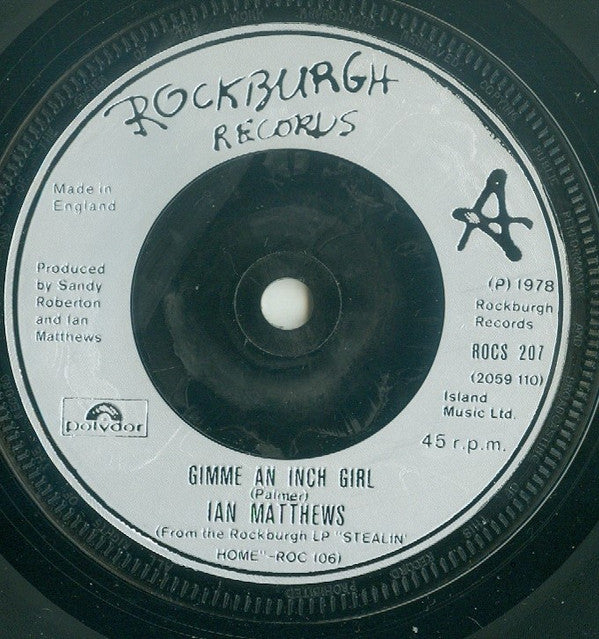 ROCKBURGH
RECORDS
A
Made in
England
Produced
by Sandy
Roberton
and Ian
Matthews
(P) 1978
Rockburgh
Records
ROCS 207
(2059 110)
Island
Music Ltd.
polydor
45 r.p.m.
GIMME AN INCH GIRL
(Palmer)
IAN MATTHEWS
(From the Rockburgh LP "STEALIN'
HOME"-ROC 106)